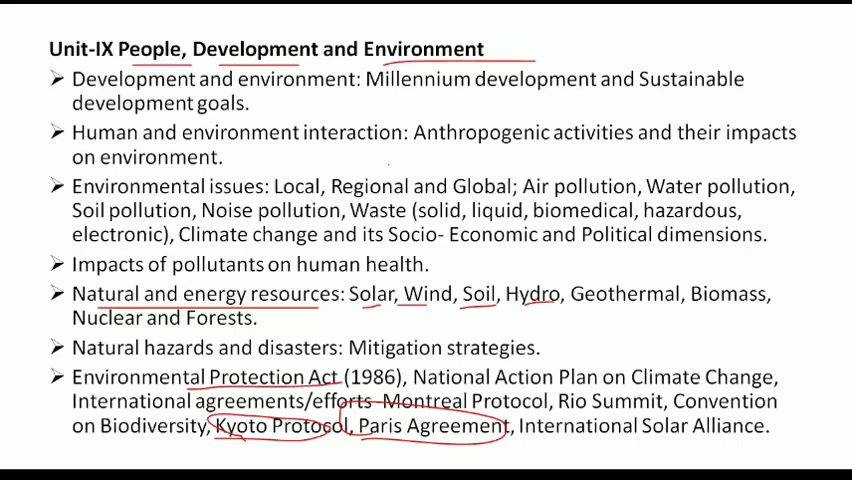 Unit-IX People, Development and Environment
➢ Development and environment: Millennium development and Sustainable
development goals.
➢ Human and environment interaction: Anthropogenic activities and their impacts
on environment.
➢ Environmental issues: Local, Regional and Global; Air pollution, Water pollution,
Soil pollution, Noise pollution, Waste (solid, liquid, biomedical, hazardous,
electronic), Climate change and its Socio- Economic and Political dimensions.
➢ Impacts of pollutants on human health.
➢ Natural and energy resources: Solar, Wind, Soil, Hydro, Geothermal, Biomass,
Nuclear and Forests.
➢ Natural hazards and disasters: Mitigation strategies.
➢ Environmental Protection Act (1986), National Action Plan on Climate Change,
International agreements/efforts -Montreal Protocol, Rio Summit, Convention
on Biodiversity, Kyoto Protocol, Paris Agreement, International Solar Alliance.